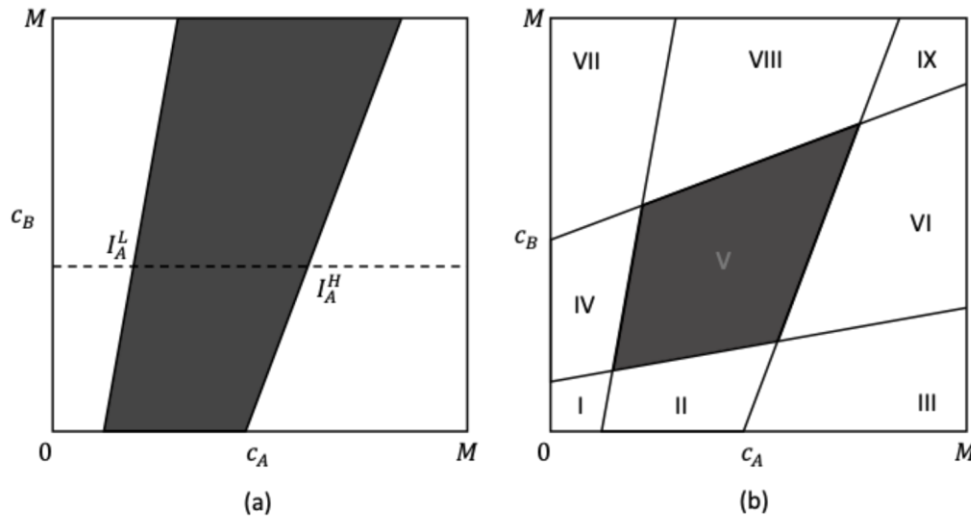 M
c_B
I_A^L
I_A^H
0
c_A
M
(a)
M
VII
VIII
IX
c_B
V
VI
IV
I
II
III
0
c_A
M
(b)